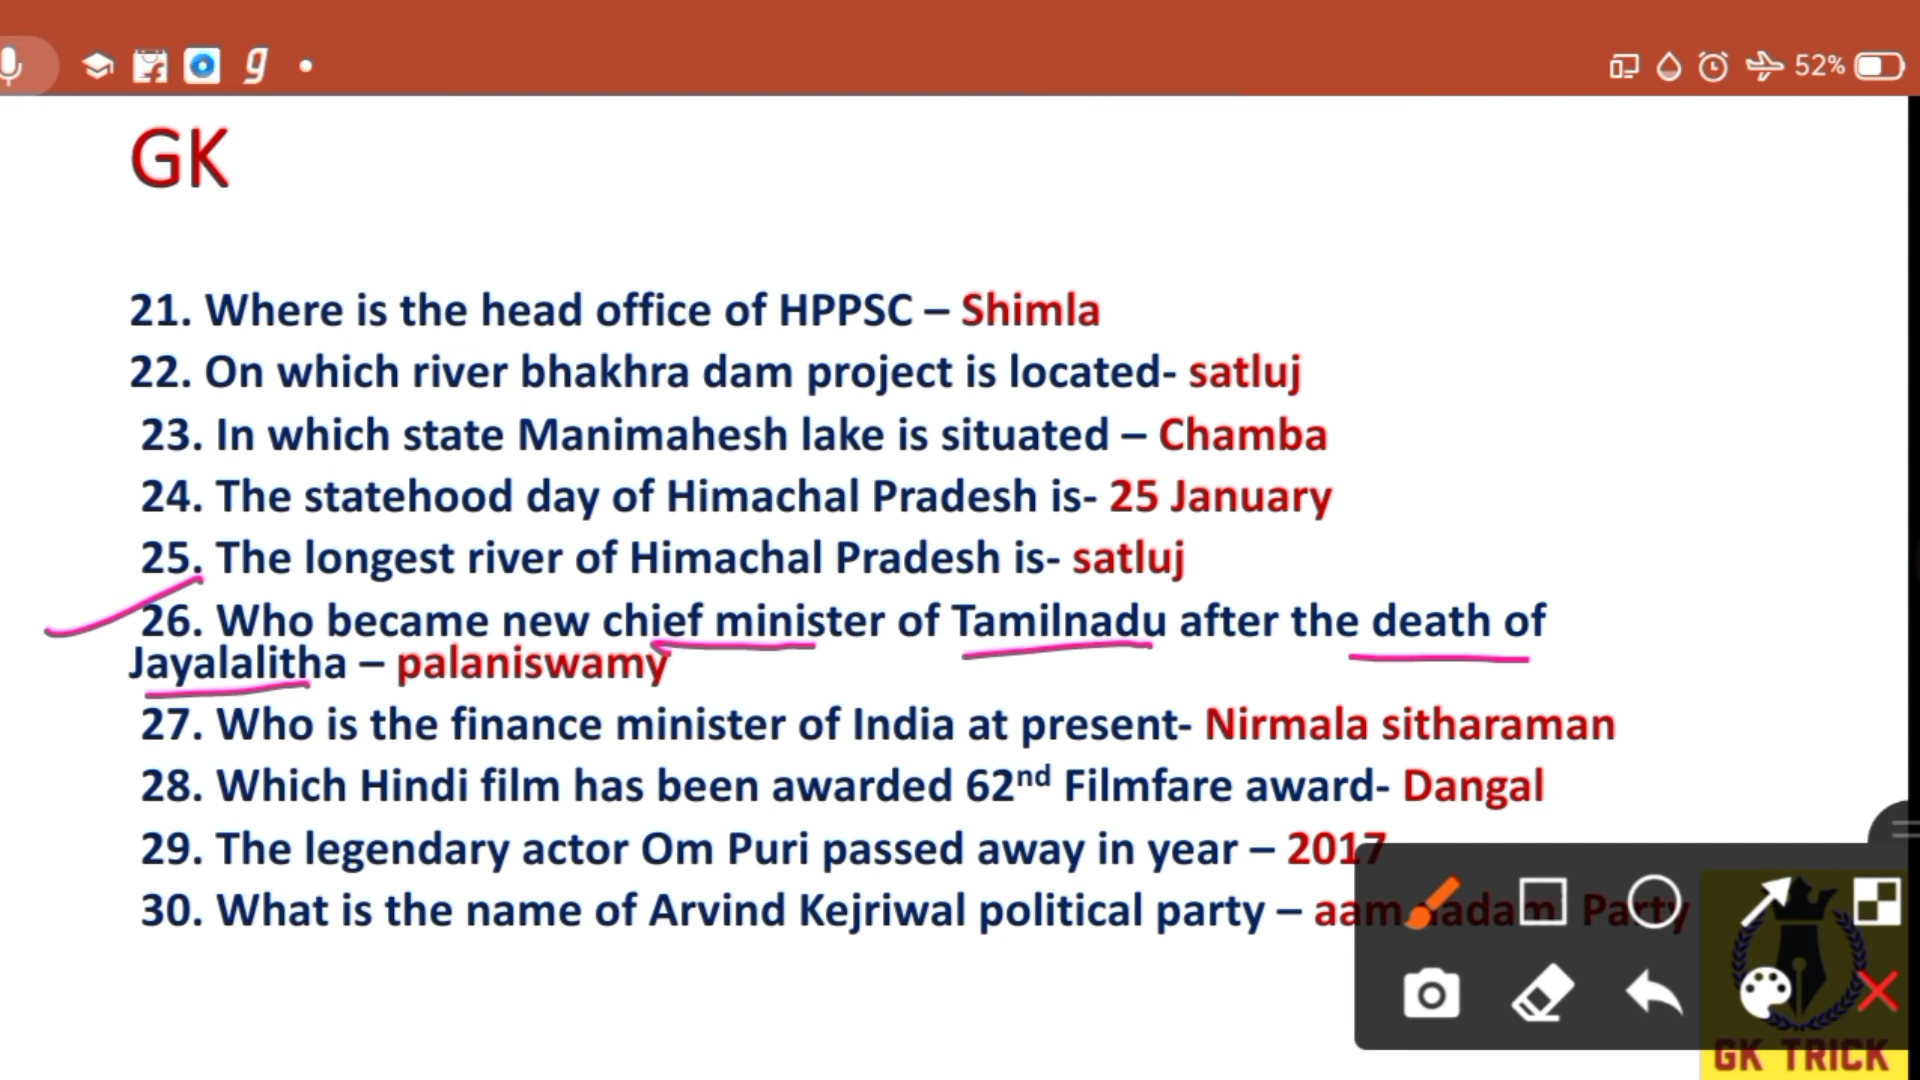 g
52%
GK
21. Where is the head office of HPPSC – Shimla
22. On which river bhakhra dam project is located- satluj
23. In which state Manimahesh lake is situated – Chamba
24. The statehood day of Himachal Pradesh is- 25 January
25. The longest river of Himachal Pradesh is- satluj
26. Who became new chief minister of Tamilnadu after the death of
Jayalalitha – palaniswamy
27. Who is the finance minister of India at present- Nirmala sitharaman
28. Which Hindi film has been awarded 62nd Filmfare award- Dangal
29. The legendary actor Om Puri passed away in year – 2017
30. What is the name of Arvind Kejriwal political party – aam Party
GK TRICK